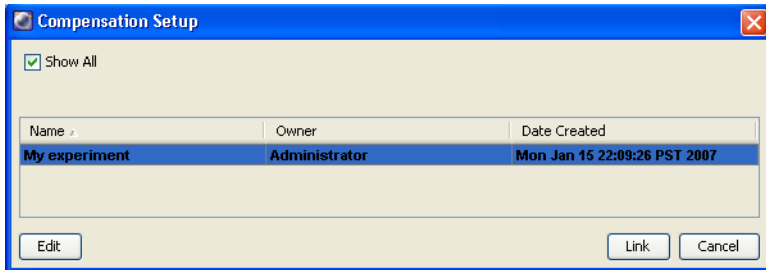 Compensation Setup
Show All
Name Owner Date Created
My experiment Administrator Mon Jan 15 22:09:26 PST 2007
Edit Link Cancel